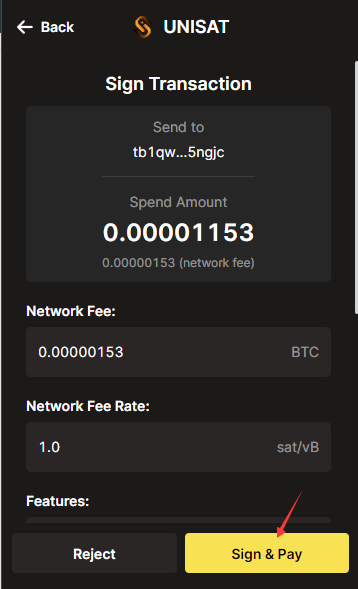 Back
UNISAT
Sign Transaction
Send to
tb1qw...5ngjc
Spend Amount
0.00001153
0.00000153 (network fee)
Network Fee:
0.00000153 BTC
Network Fee Rate:
1.0 sat/vB
Features:
Reject
Sign & Pay